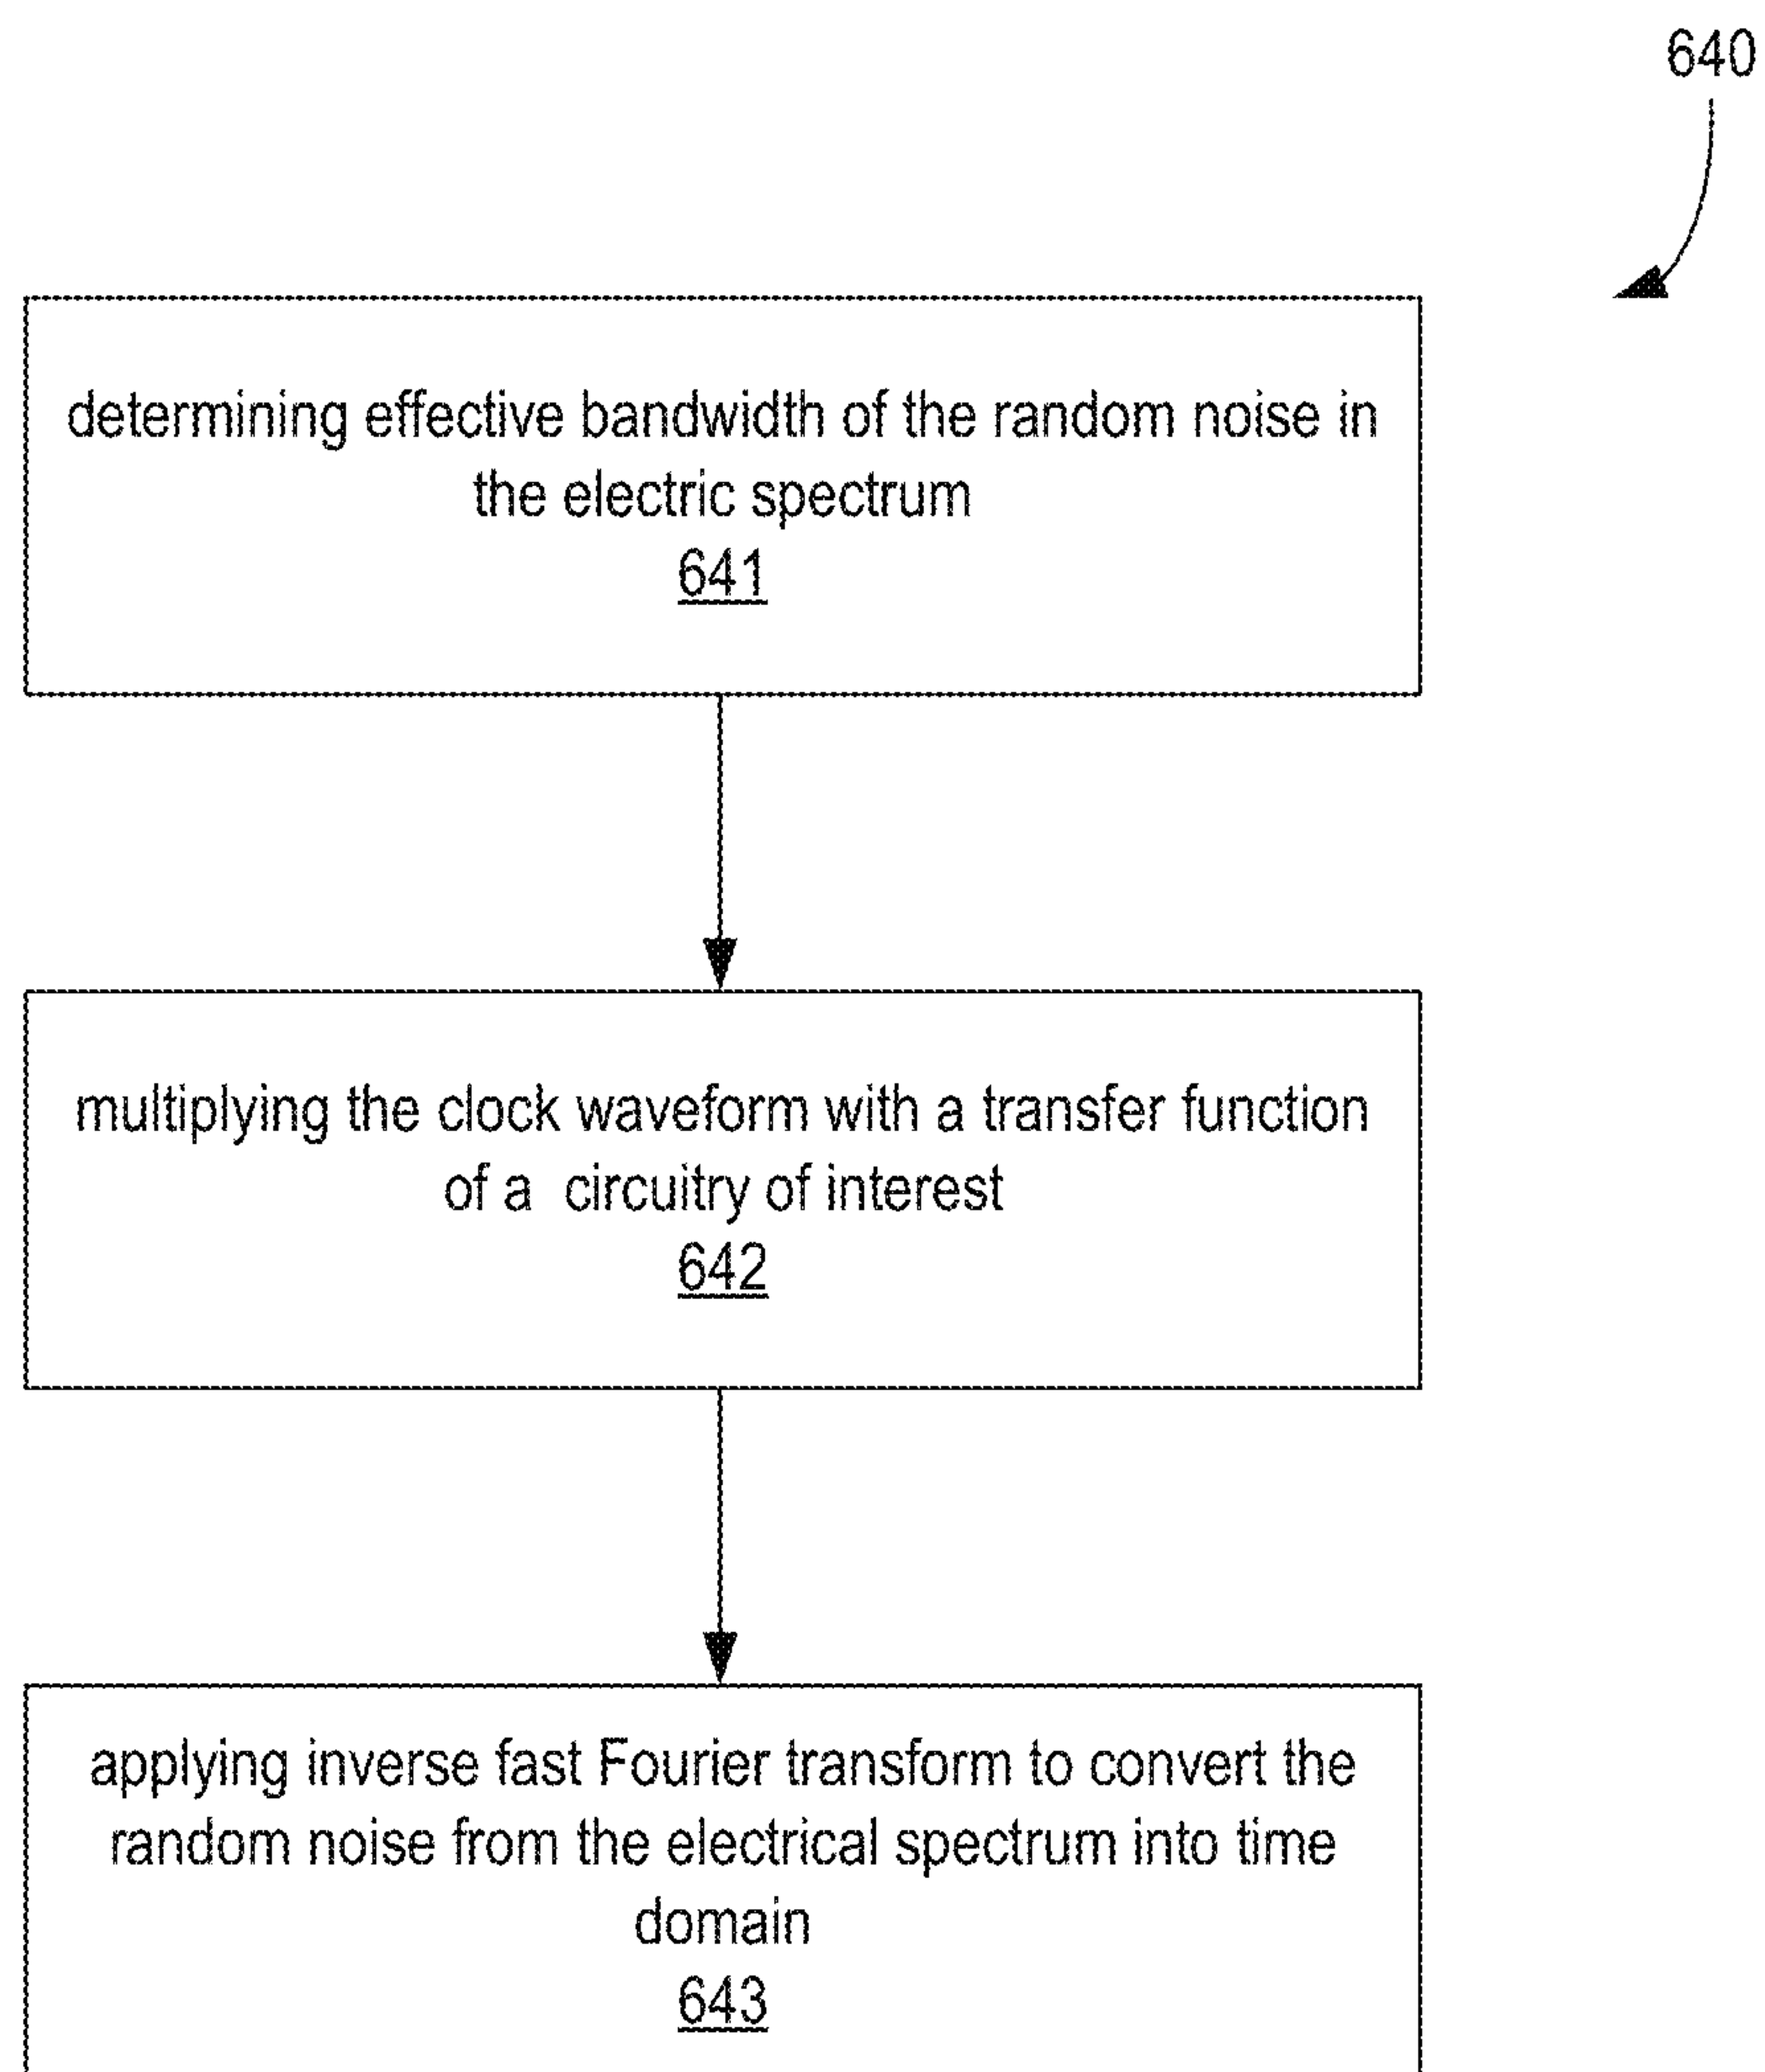 640
determining effective bandwidth of the random noise in
the electric spectrum
641
multiplying the clock waveform with a transfer function
of a circuitry of interest
642
applying inverse fast Fourier transform to convert the
random noise from the electrical spectrum into time
domain
643